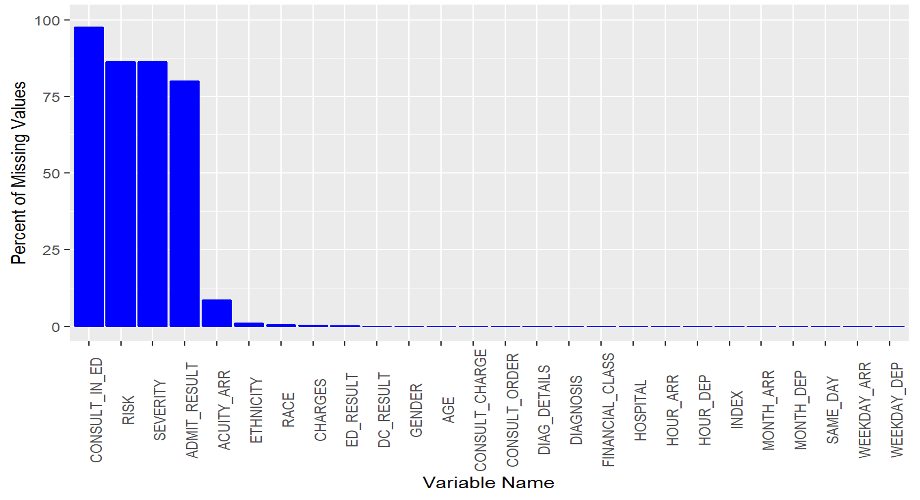 Percent of Missing Values
100
75
50
25
0
CONSULT_IN_ED
RISK
SEVERITY
ADMIT_RESULT
ACUITY_ARR
ETHNICITY
RACE
CHARGES
ED_RESULT
DC_RESULT
GENDER
AGE
CONSULT_CHARGE
CONSULT_ORDER
DIAG_DETAILS
DIAGNOSIS
FINANCIAL_CLASS
HOSPITAL
HOUR_ARR
HOUR_DEP
INDEX
MONTH_ARR
MONTH_DEP
SAME_DAY
WEEKDAY_ARR
WEEKDAY_DEP
Variable Name